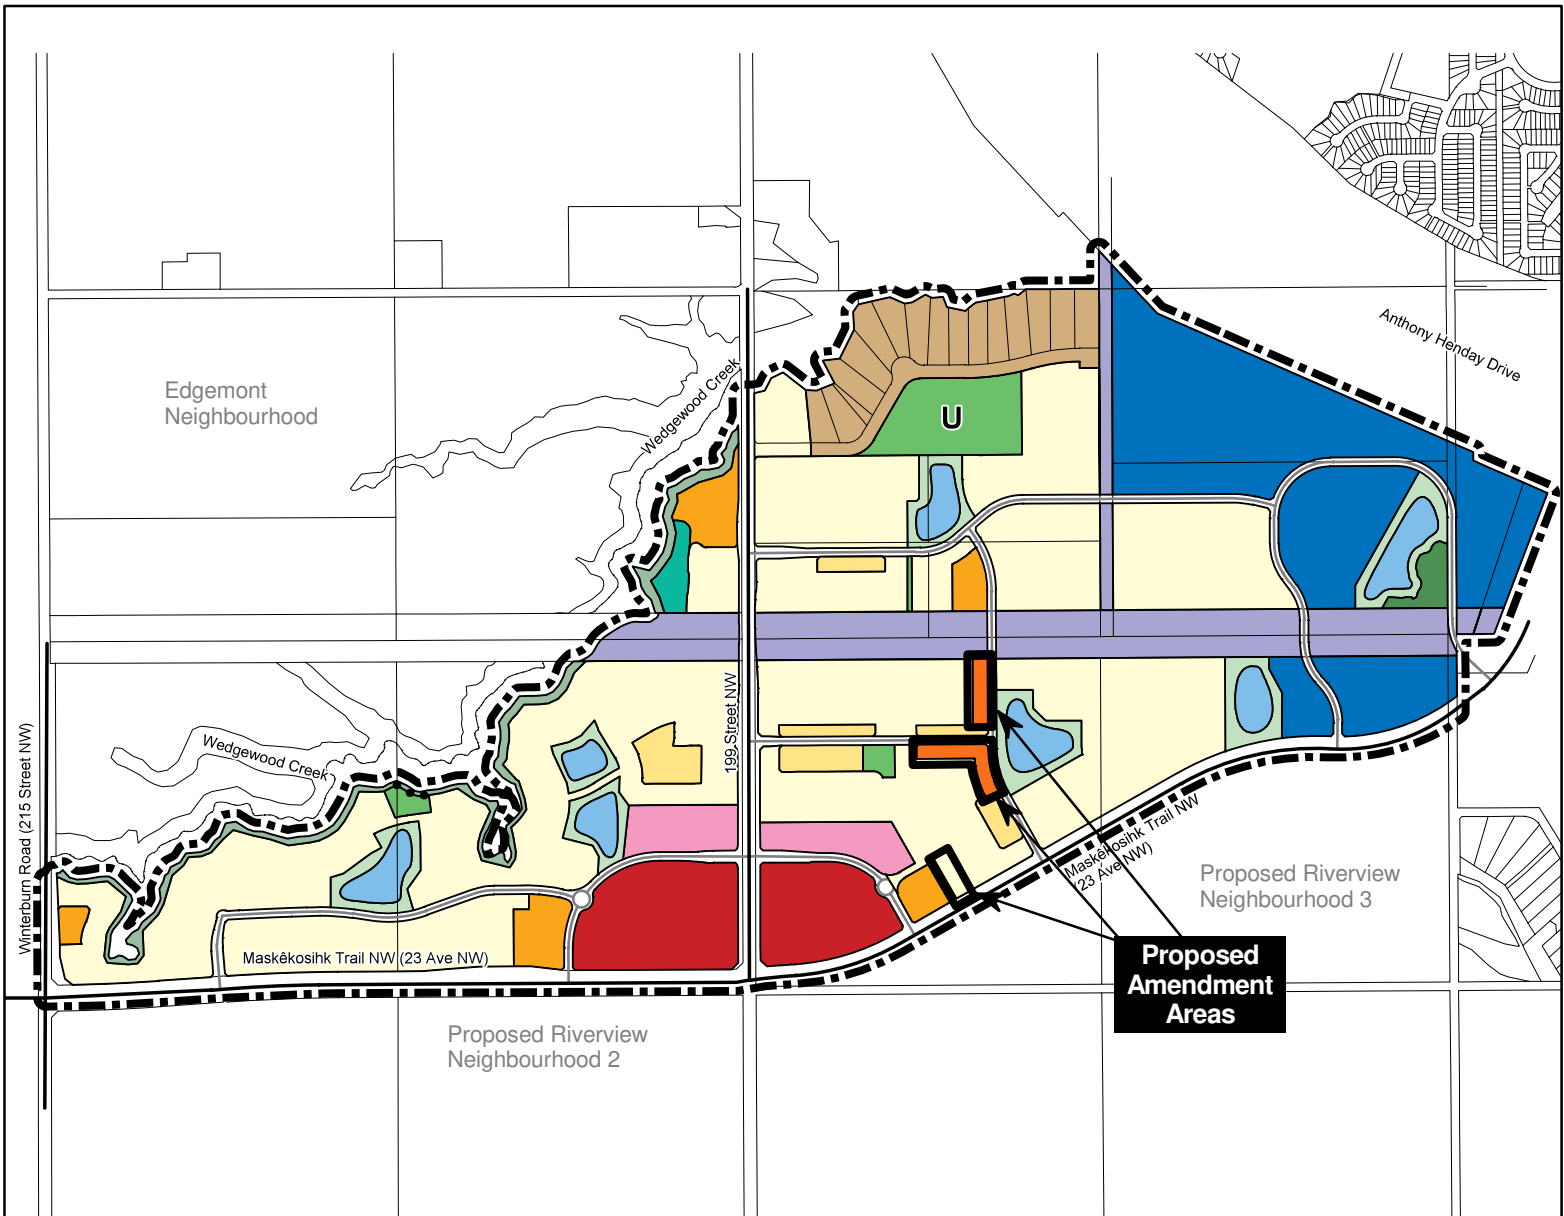 Anthony Henday Drive
Edgemont
Neighbourhood
Wedgewood Creek
U
199 Street NW
Winterburn Road (215 Street NW)
Wedgewood Creek
Maskêkosihk Trail NW
(23 Ave NW)
Proposed Riverview
Neighbourhood 3
Maskêkosihk Trail NW (23 Ave NW)
Proposed
Amendment
Areas
Proposed Riverview
Neighbourhood 2